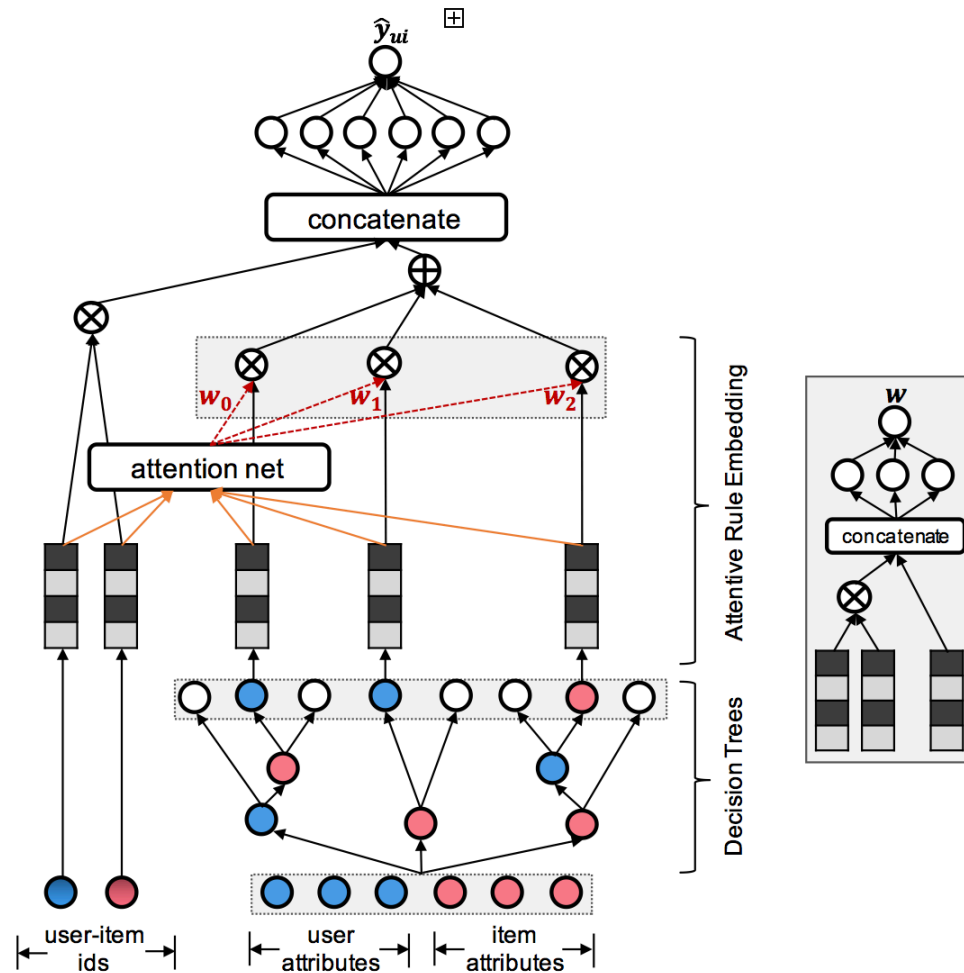 ŷui
concatenate
w0
w1
w2
attention net
Attentive Rule Embedding
w
concatenate
Decision Trees
user-item
ids
user
attributes
item
attributes